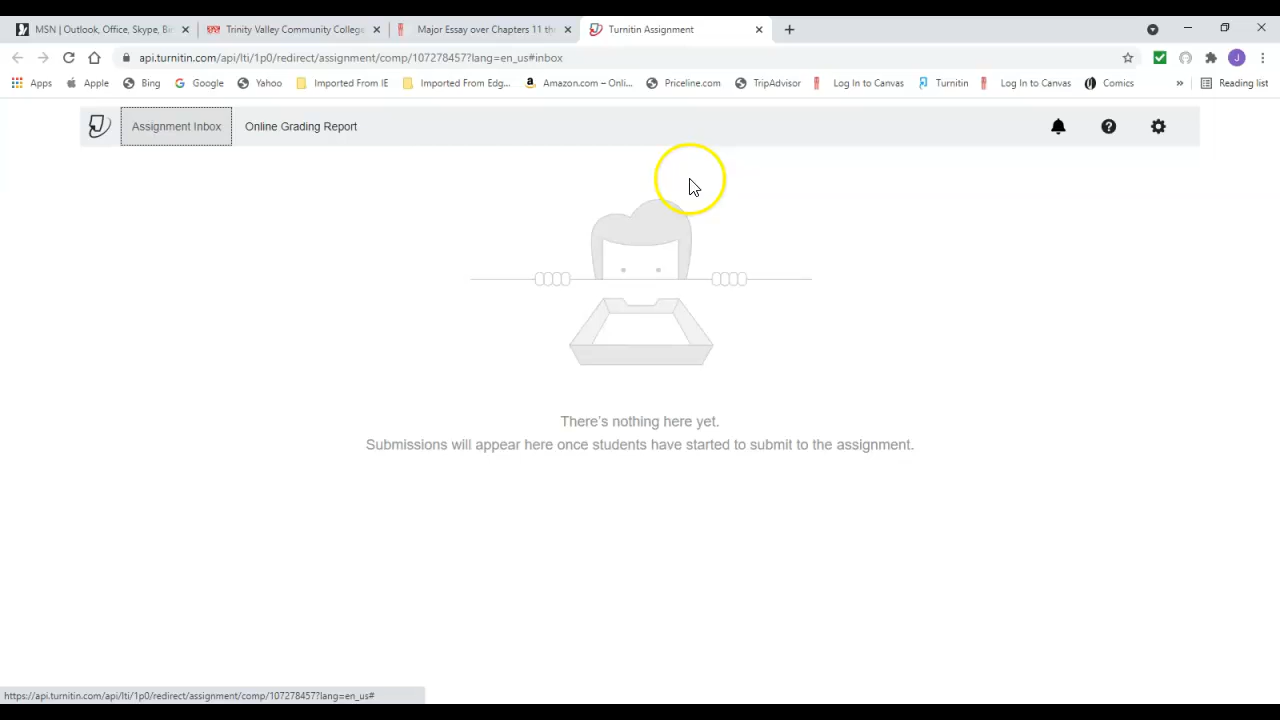 MSN | Outlook, Office, Skype, Bin
Trinity Valley Community College
Major Essay over Chapters 11 th
Turnitin Assignment
api.turnitin.com/api/lti/1p0/redirect/assignment/comp/107278457?lang=en_us#inbox
J
Apps
Apple
Bing
Google
Yahoo
Imported From IE
Imported From Edg...
Amazon.com – Onli...
Priceline.com
TripAdvisor
Log In to Canvas
Turnitin
Log In to Canvas
Comics
»
Reading list
Assignment Inbox
Online Grading Report
There's nothing here yet.
Submissions will appear here once students have started to submit to the assignment.
https://api.turnitin.com/api/lti/1p0/redirect/assignment/comp/107278457?lang=en_us#